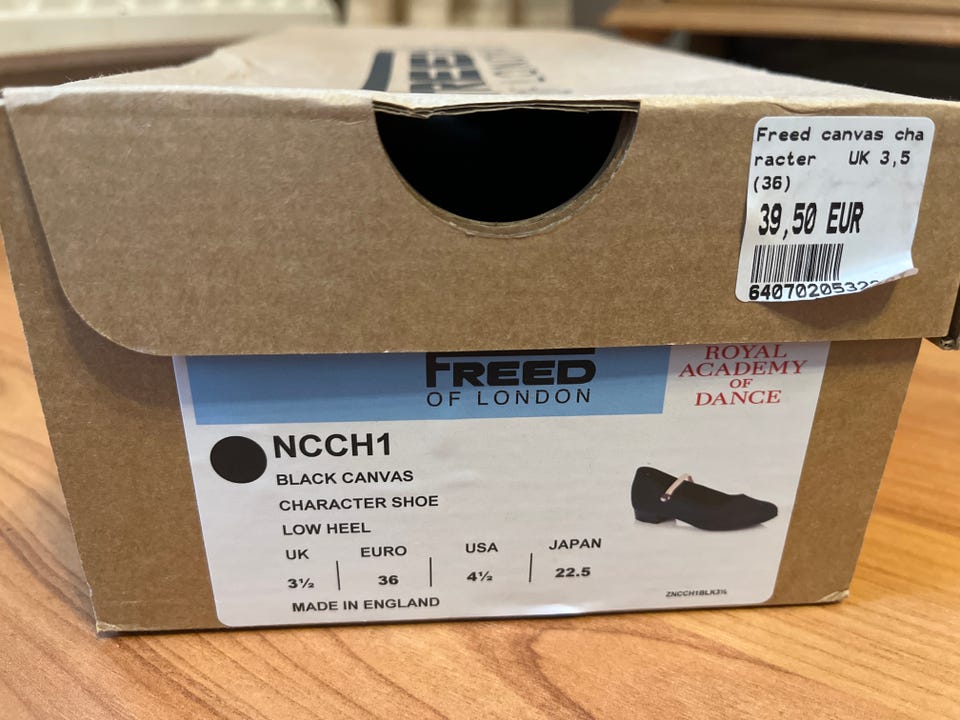 Freed canvas cha
racter UK 3,5
(36)
39,50 EUR
FREED
OF LONDON
ROYAL
ACADEMY
OF
DANCE
NCCH1
BLACK CANVAS
CHARACTER SHOE
LOW HEEL
UK EURO USA JAPAN
3½ 36 4½ 22.5
MADE IN ENGLAND
ZNCCH1BLK3½